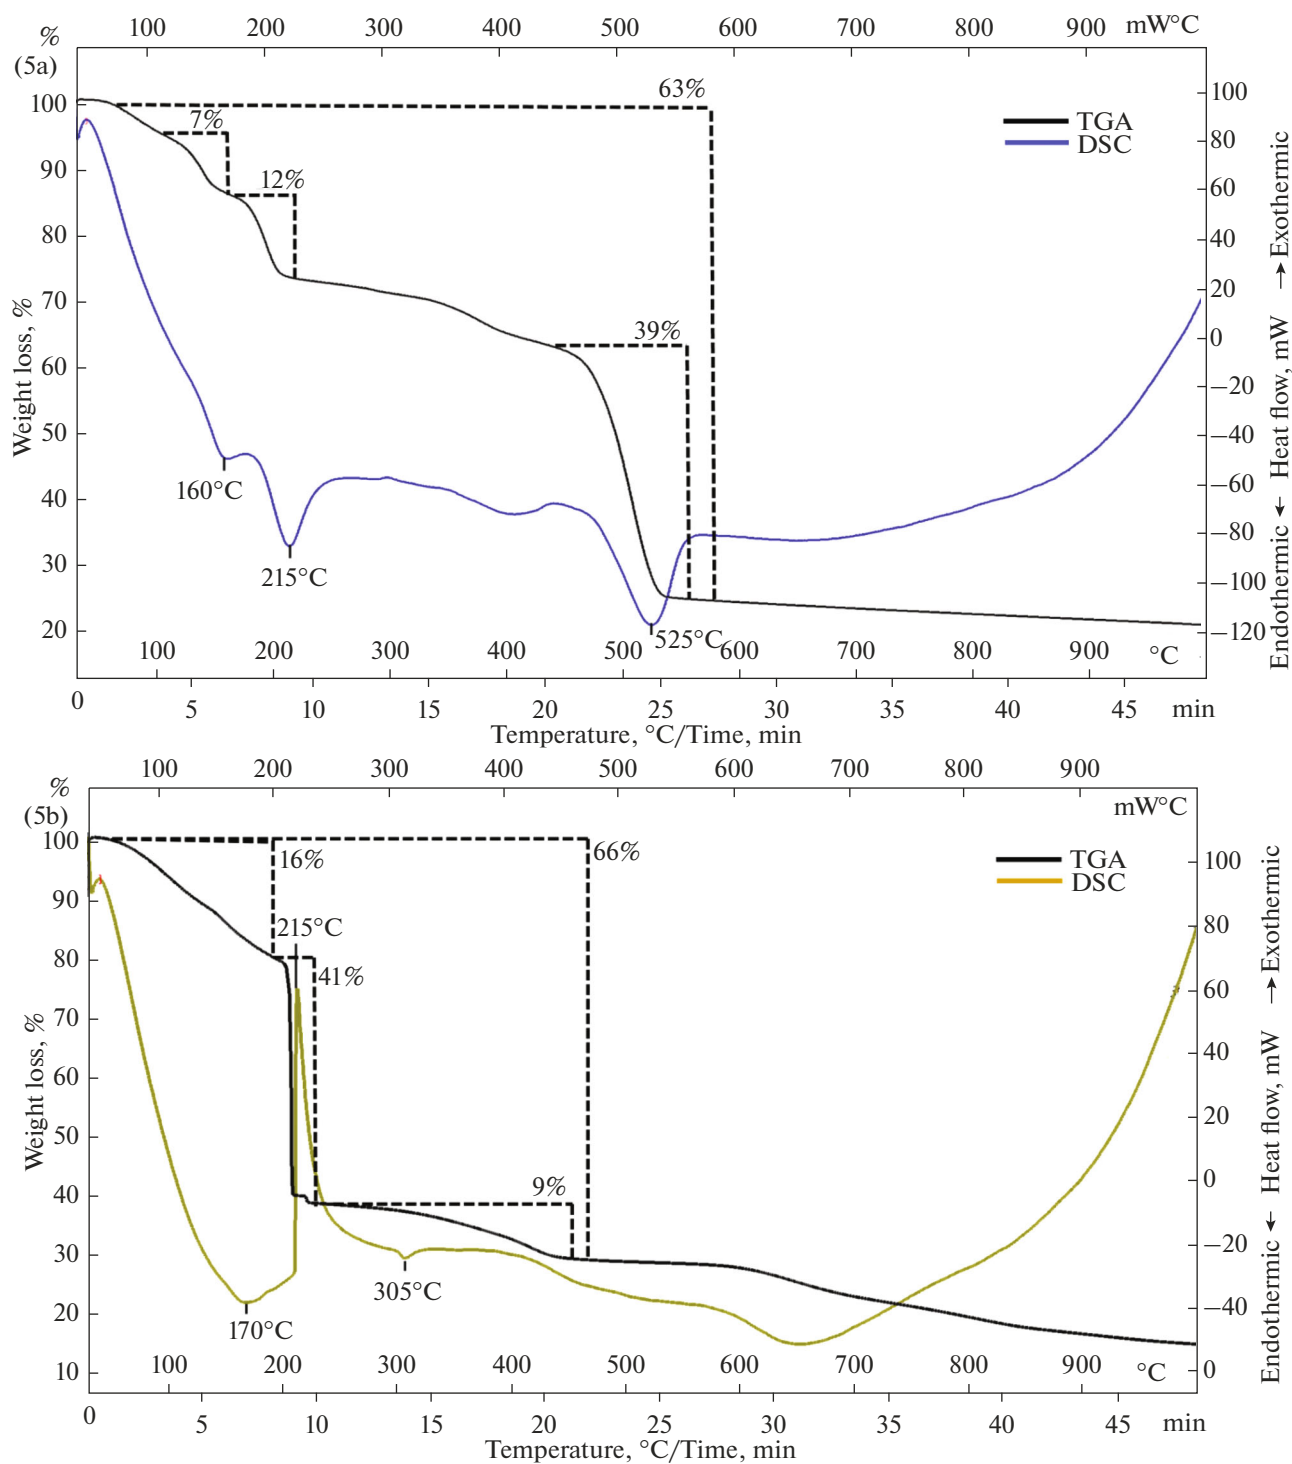 100 200 300 400 500 600 700 800 900 mW°C
%
(5a)
63%
100 100
TGA
7%
DSC
80
90
12%
60
80
40
70
20
39%
0
60
−20
50
−40
160°C
40
−60
−80
30
215°C
−100
20
525°C
−120
100 200 300 400 500 600 700 800 900 °C
0 5 10 15 20 25 30 35 40 45 min
Temperature, °C/Time, min
Weight loss, %
Endothermic ← Heat flow, mW → Exothermic
100 200 300 400 500 600 700 800 900
%
mW°C
(5b)
100
16%
66%
TGA
100
DSC
90
215°C
80
80
41%
60
70
40
60
20
50
0
9%
40
−20
30
305°C
−40
20
170°C
10
0
100 200 300 400 500 600 700 800 900 °C
0 5 10 15 20 25 30 35 40 45 min
Temperature, °C/Time, min
Weight loss, %
Endothermic ← Heat flow, mW → Exothermic